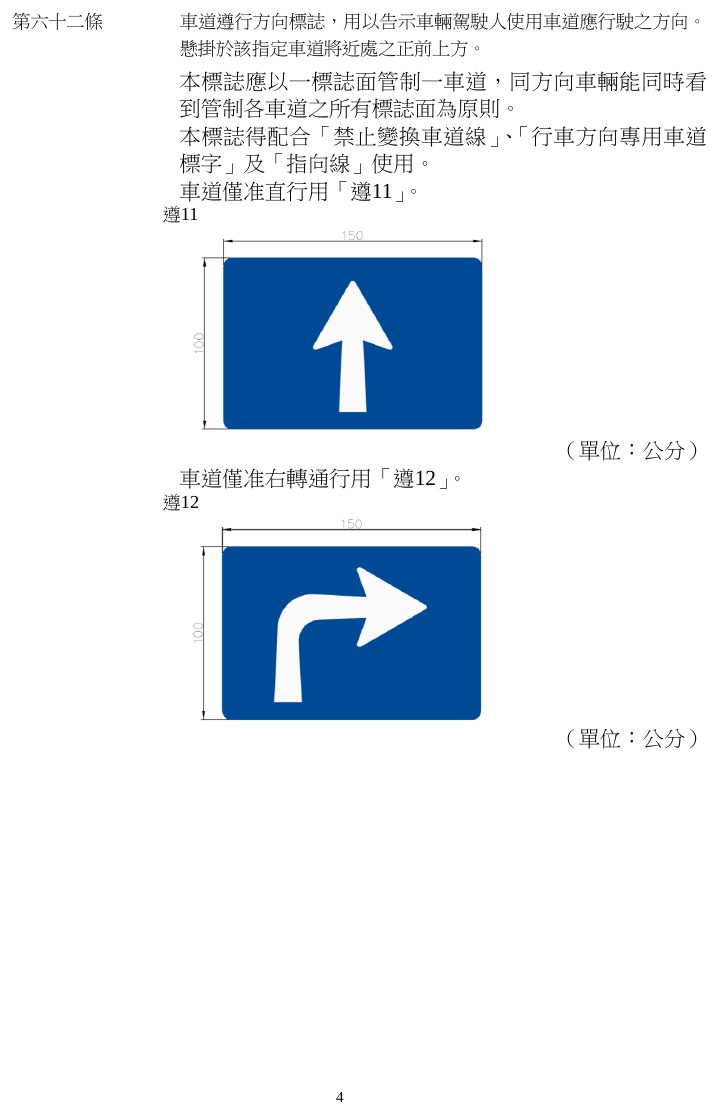 第六十二條 車道遵行方向標誌，用以告示車輛駕駛人使用車道應行駛之方向。
懸掛於該指定車道將近處之正前上方。
本標誌應以一標誌面管制一車道，同方向車輛能同時看
到管制各車道之所有標誌面為原則。
本標誌得配合「禁止變換車道線」、「行車方向專用車道
標字」及「指向線」使用。
車道僅准直行用「遵11」。
遵11
150
100
（單位：公分）
車道僅准右轉通行用「遵12」。
遵12
150
100
（單位：公分）
4